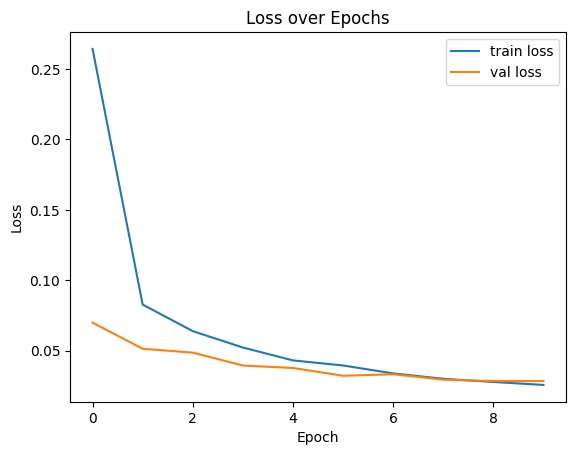 Loss over Epochs
train loss
val loss
0.25
0.20
0.15
0.10
0.05
Loss
0 2 4 6 8
Epoch